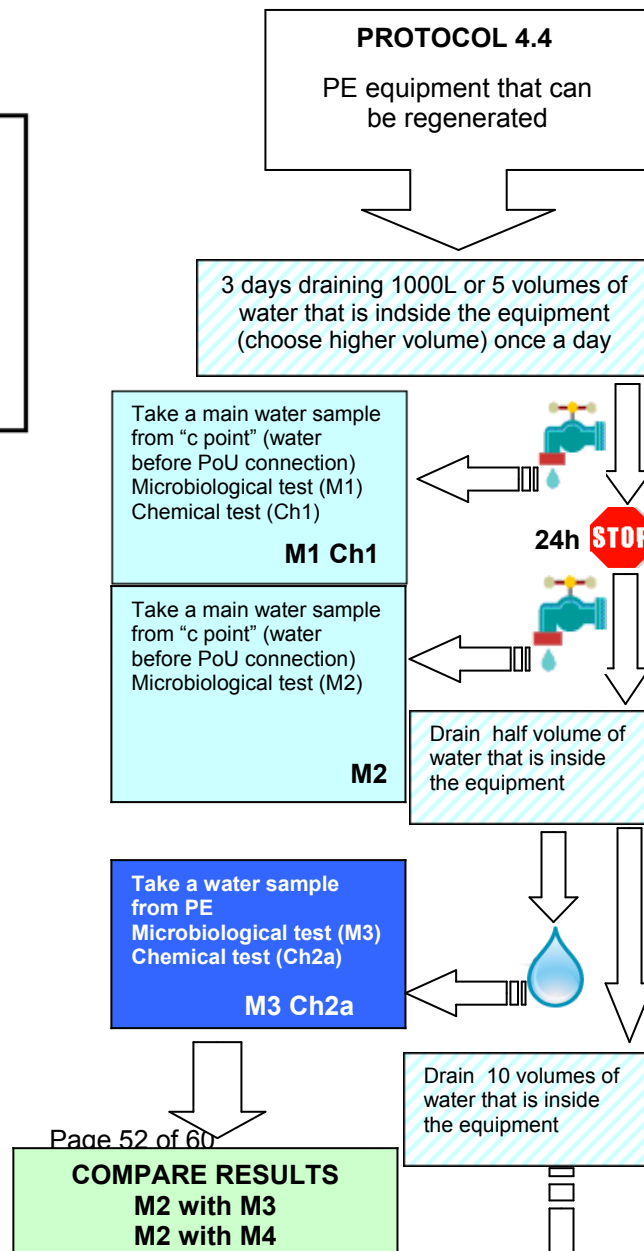 PROTOCOL 4.4
PE equipment that can
be regenerated
3 days draining 1000L or 5 volumes of
water that is indside the equipment
(choose higher volume) once a day
Take a main water sample
from “c point” (water
before PoU connection)
Microbiological test (M1)
Chemical test (Ch1)
M1 Ch1
24h
STOP
Take a main water sample
from “c point” (water
before PoU connection)
Microbiological test (M2)
M2
Drain half volume of
water that is inside
the equipment
Take a water sample
from PE
Microbiological test (M3)
Chemical test (Ch2a)
M3 Ch2a
Drain 10 volumes of
water that is inside
the equipment
Page 52 of 60
COMPARE RESULTS
M2 with M3
M2 with M4